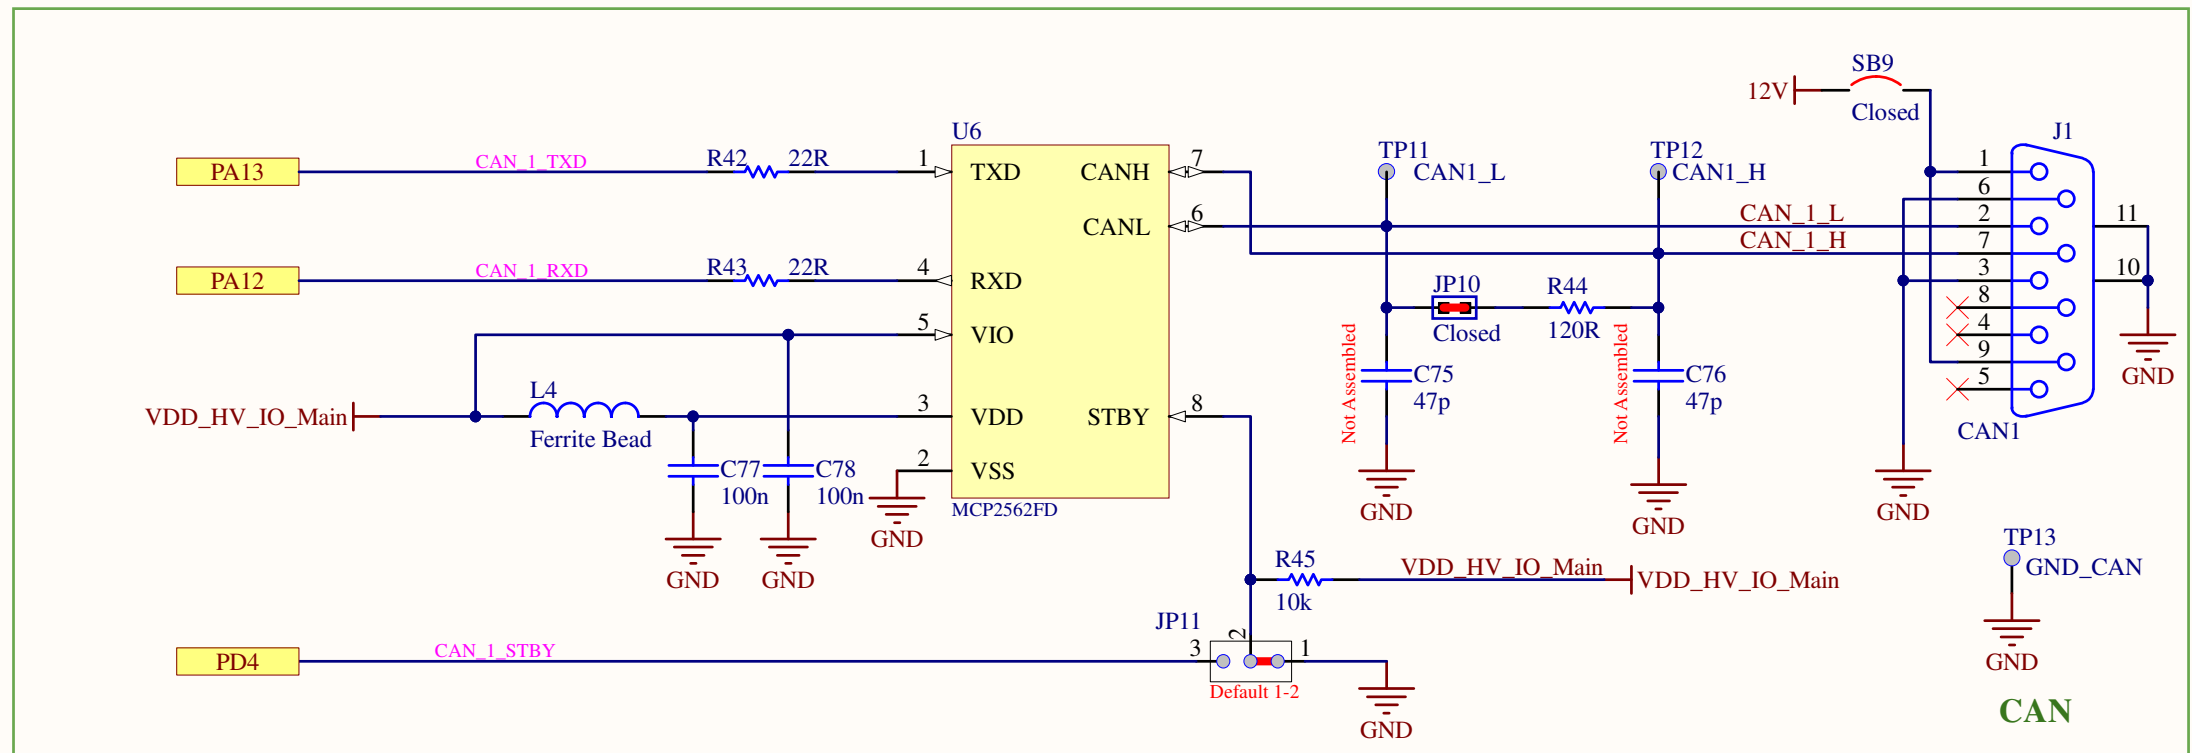 SB9
12V
Closed
U6
J1
PA13
CAN_1_TXD
R42
22R
1
TXD
CANH
7
TP11
CAN1_L
TP12
CAN1_H
1
6
CANL
6
CAN_1_L
2
11
CAN_1_H
7
PA12
CAN_1_RXD
R43
22R
4
RXD
JP10
Closed
R44
120R
3
10
8
5
VIO
4
9
5
GND
L4
Ferrite Bead
VDD_HV_IO_Main
3
VDD
STBY
8
Not Assembled
C75
47p
Not Assembled
C76
47p
CAN1
C77
100n
C78
100n
2
VSS
MCP2562FD
GND
GND
GND
GND
GND
GND
TP13
GND_CAN
GND
R45
10k
VDD_HV_IO_Main
VDD_HV_IO_Main
JP11
PD4
CAN_1_STBY
3
2
1
Default 1-2
GND
CAN